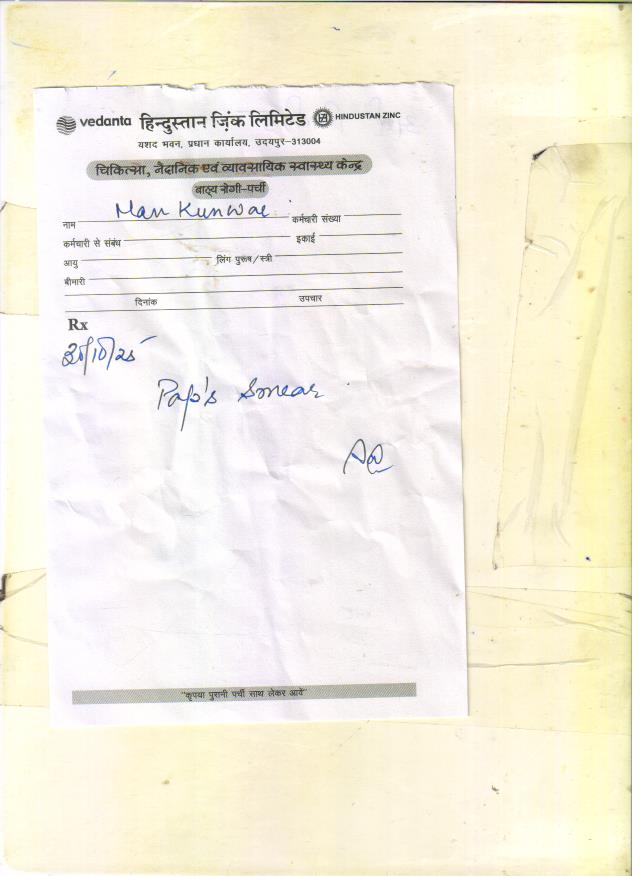 vedanta हिन्दुस्तान ज़िंक लिमिटेड HINDUSTAN ZINC
यशद भवन, प्रधान कार्यालय, उदयपुर-313004
चिकित्सा, नैदानिक एवं व्यावसायिक स्वास्थ्य केन्द्र
बाह्य रोगी-पर्ची
नाम Man Kunwar कर्मचारी संख्या
कर्मचारी से संबंध इकाई
आयु लिंग पुरूष/स्त्री
बीमारी
दिनांक उपचार
Rx
30/10/25
Pap's Smear
"कृपया पुरानी पर्ची साथ लेकर आवे"